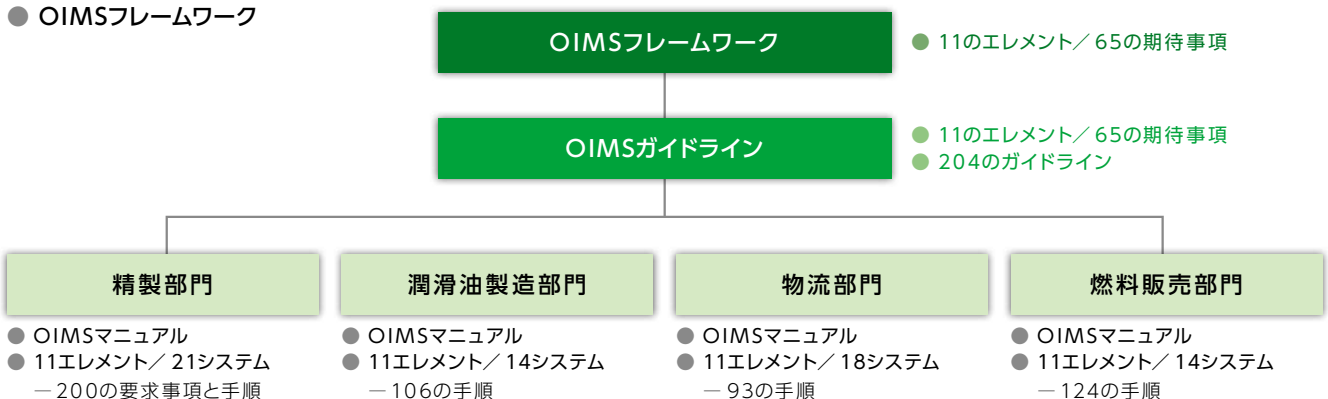 ● OIMSフレームワーク
OIMSフレームワーク
● 11のエレメント／65の期待事項
OIMSガイドライン
● 11のエレメント／65の期待事項
● 204のガイドライン
精製部門
● OIMSマニュアル
● 11エレメント／21システム
－200の要求事項と手順
潤滑油製造部門
● OIMSマニュアル
● 11エレメント／14システム
－106の手順
物流部門
● OIMSマニュアル
● 11エレメント／18システム
－93の手順
燃料販売部門
● OIMSマニュアル
● 11エレメント／14システム
－124の手順